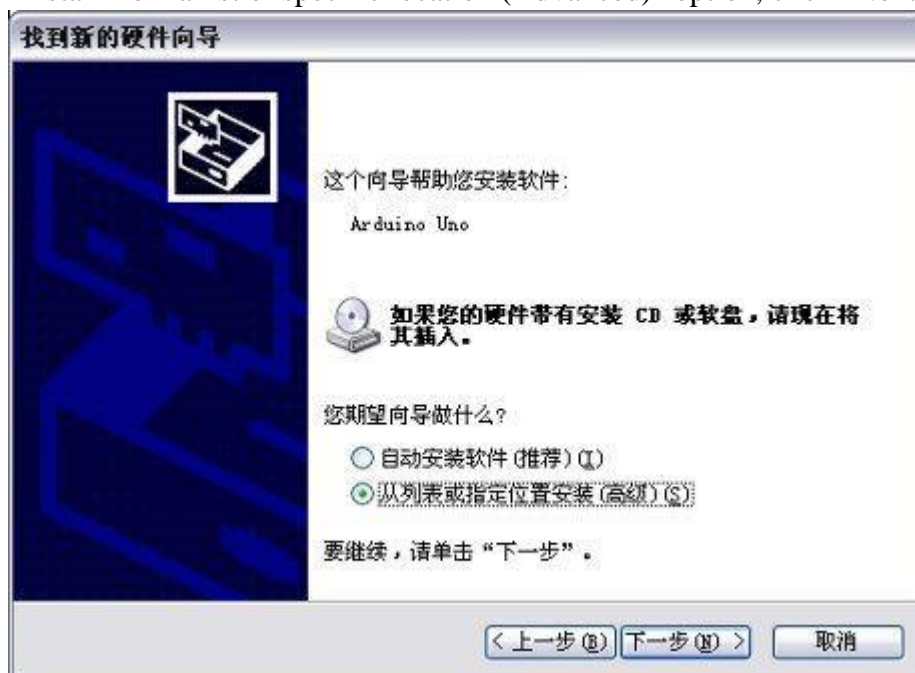 找到新的硬件向导
这个向导帮助您安装软件:
Arduino Uno
如果您的硬件带有安装 CD 或软盘，请现在将
其插入。
您期望向导做什么?
自动安装软件(推荐)(I)
从列表或指定位置安装(高级)(S)
要继续，请单击“下一步”。
< 上一步(B) 下一步(N) > 取消